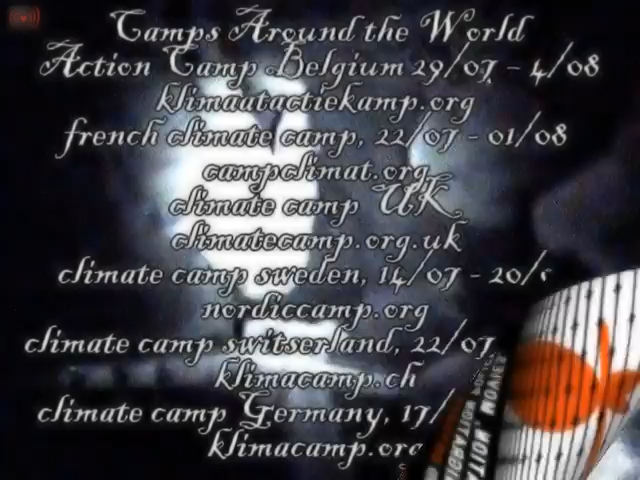 Camps Around the World
Action Camp Belgium 29/07 - 4/08
klimaatactiekamp.org
french climate camp, 22/07 - 01/08
campclimat.org
climate camp UK
climatecamp.org.uk
climate camp sweden, 14/07 - 20/
nordiccamp.org
climate camp switserland, 22/07
klimacamp.ch
climate camp Germany, 17/
klimacamp.org